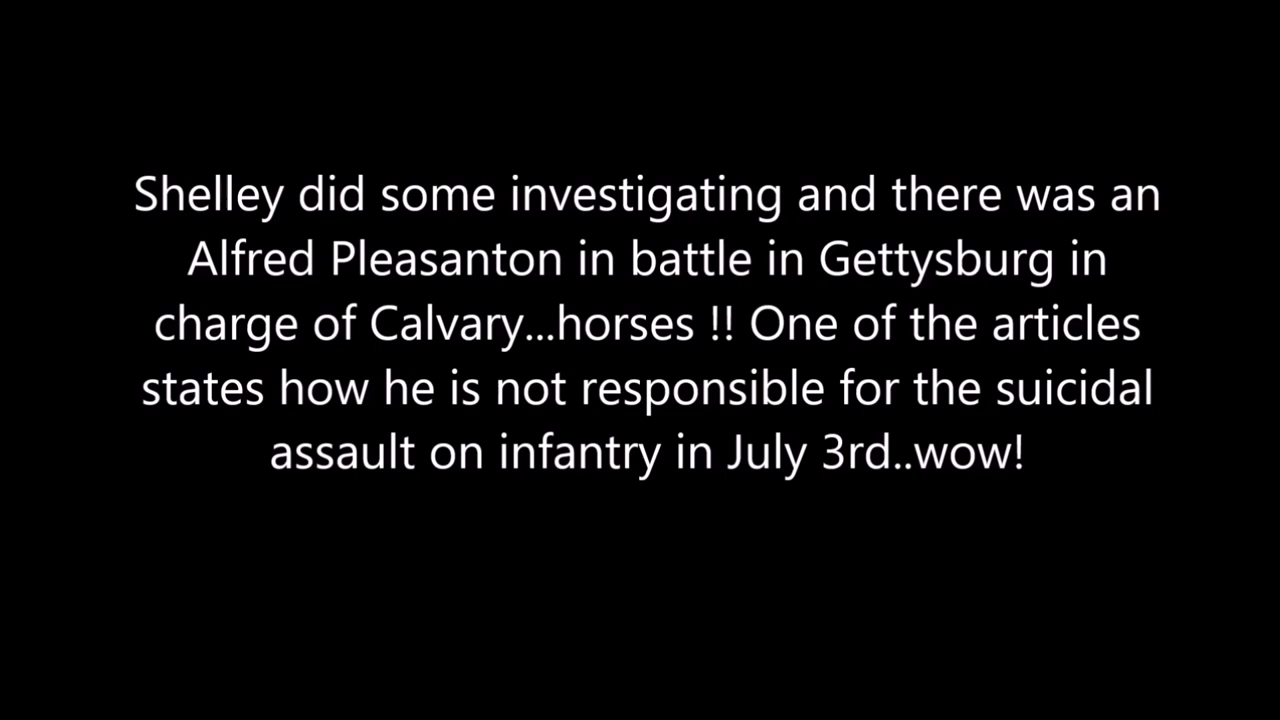 Shelley did some investigating and there was an
Alfred Pleasanton in battle in Gettysburg in
charge of Calvary...horses !! One of the articles
states how he is not responsible for the suicidal
assault on infantry in July 3rd..wow!